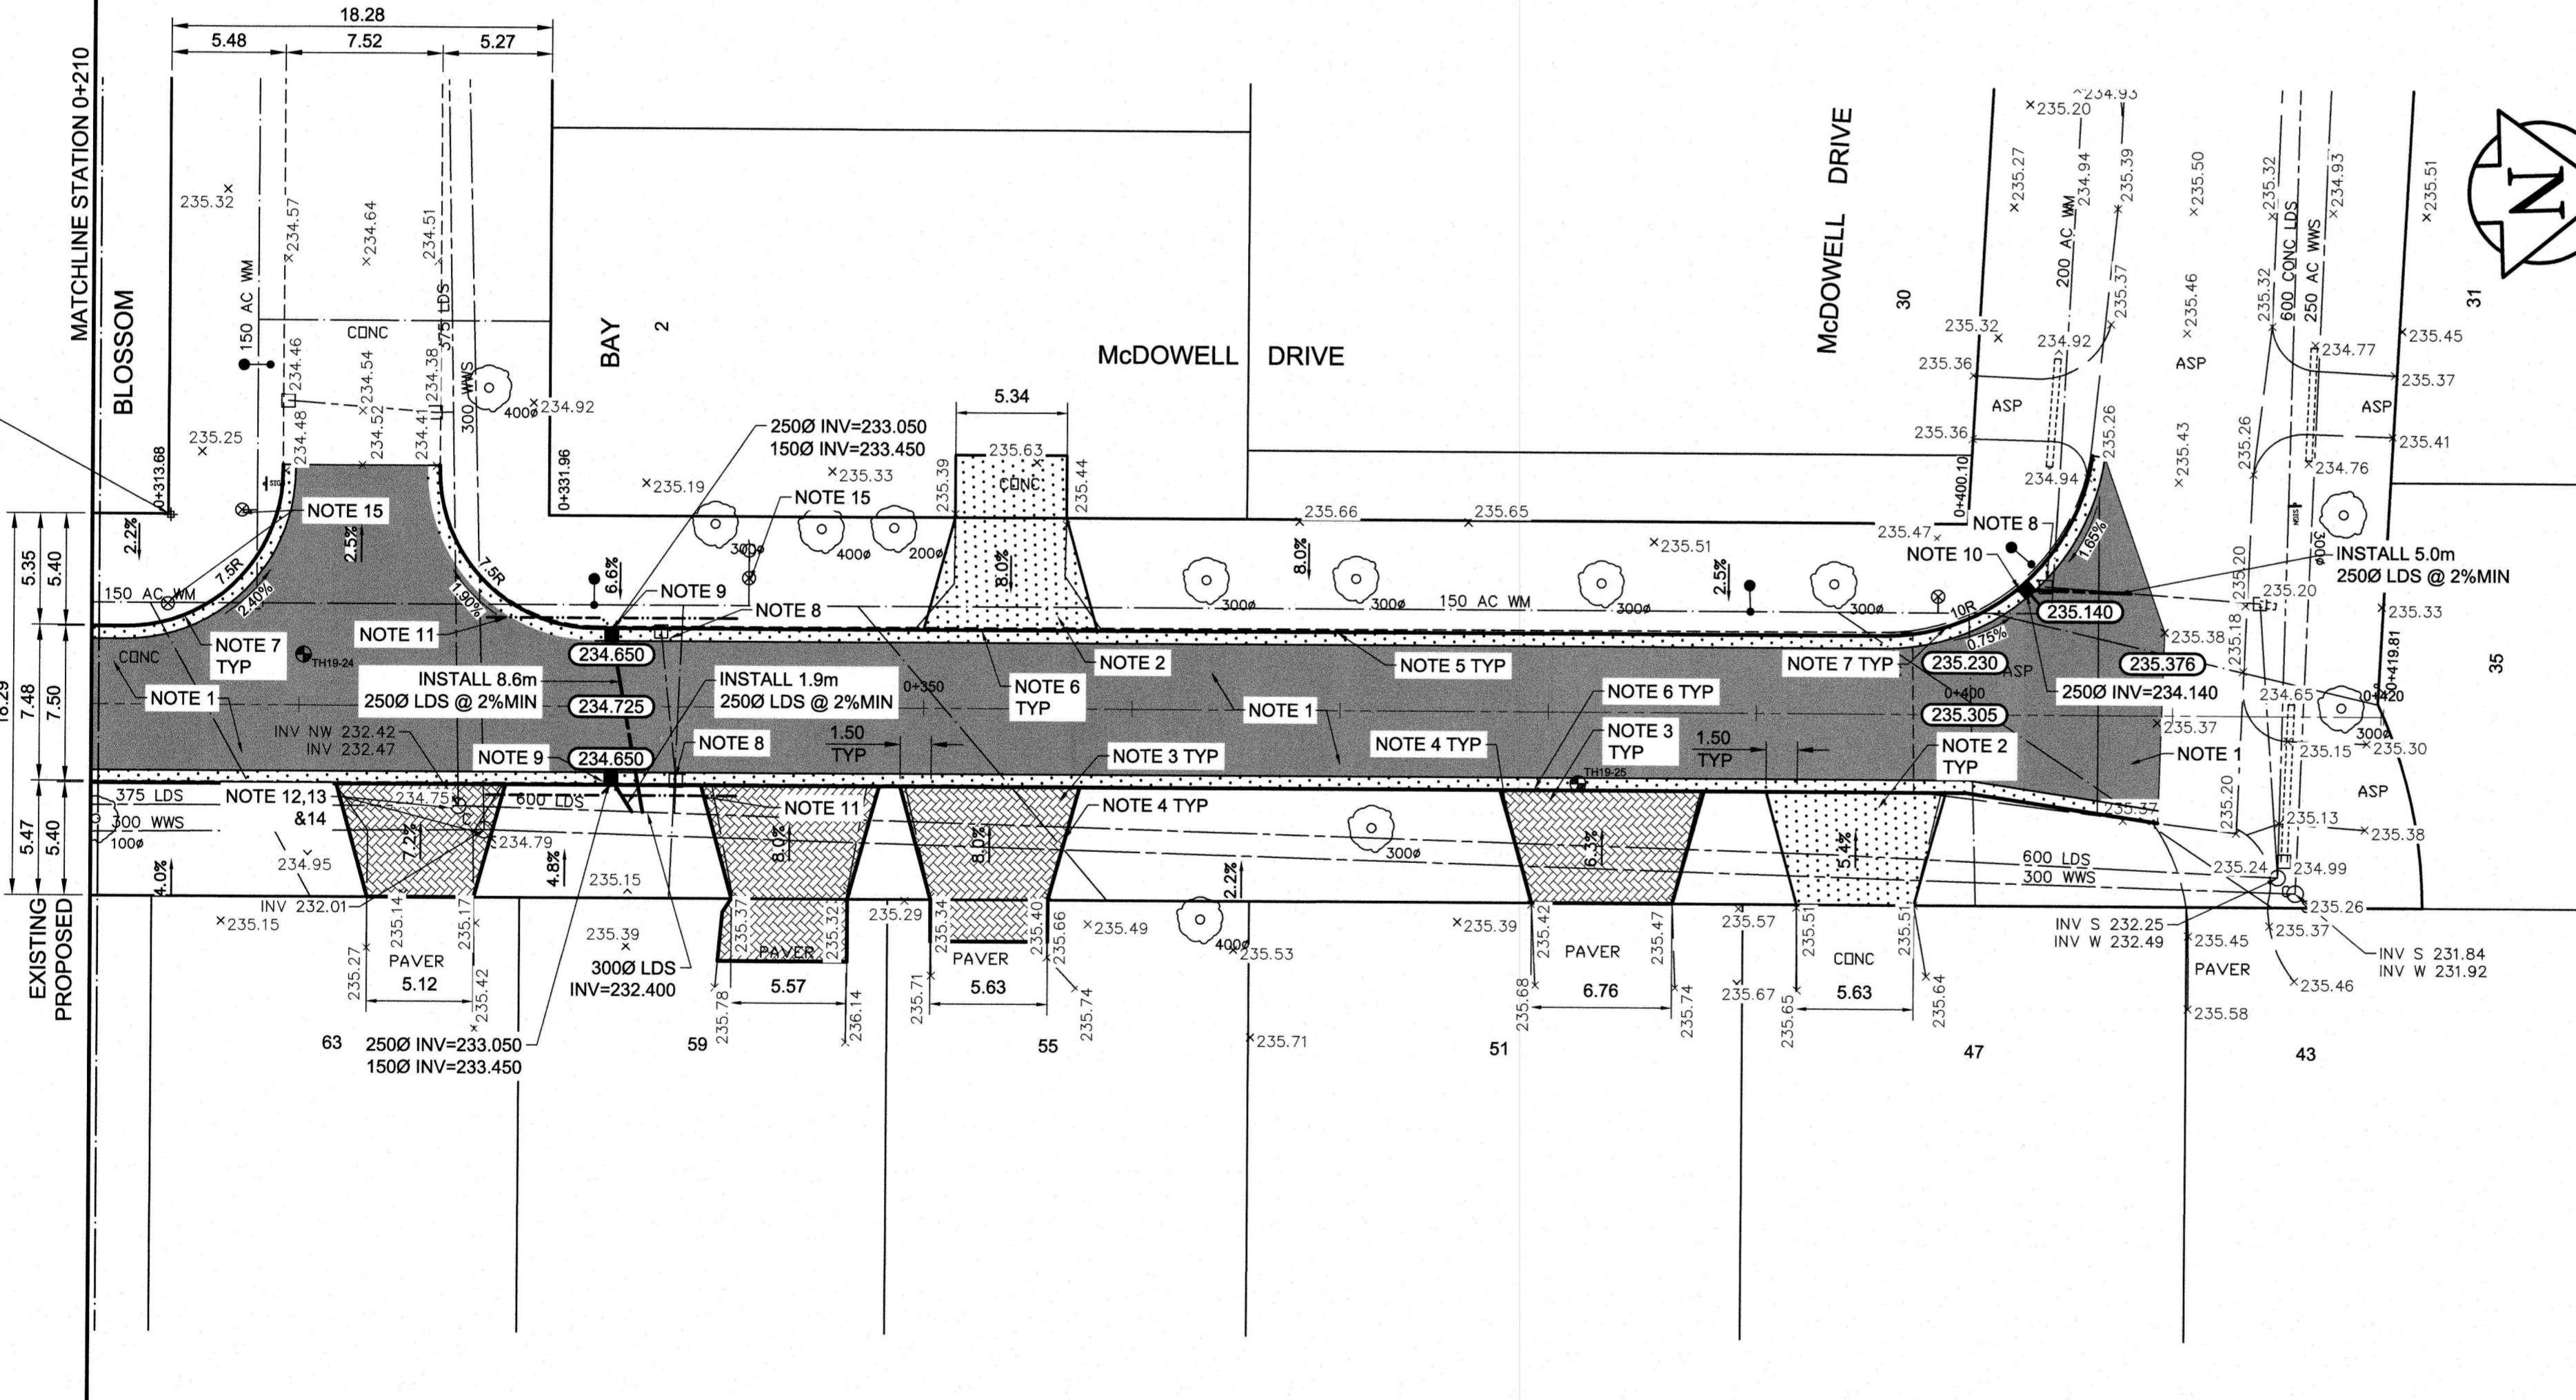 18.28
5.48
7.52
5.27
MATCHLINE STATION 0+210
BLOSSOM
BAY
2
McDOWELL DRIVE
McDOWELL DRIVE
30
31
35
N
235.32
234.57
234.64
234.51
150 AC WM
375 LDS
300 WWS
CONC
234.46
234.54
234.38
234.48
234.52
234.41
400ø
234.92
235.25
0+313.68
0+331.96
2.2%
2.5%
SIGN
NOTE 15
7.5R
2.40%
7.5R
1.90%
150 AC WM
NOTE 7
TYP
CONC
NOTE 1
TH19-24
NOTE 11
6.6%
250Ø INV=233.050
150Ø INV=233.450
235.19
235.33
NOTE 15
300ø
400ø
200ø
NOTE 9
NOTE 8
5.34
235.63
235.39
CONC
235.44
8.0%
NOTE 2
8.0%
235.66
235.65
235.51
235.47
300ø
300ø
300ø
300ø
150 AC WM
2.5%
0+400.10
NOTE 8
NOTE 10
10R
0.75%
1.65%
NOTE 5 TYP
NOTE 6
TYP
NOTE 7 TYP
235.230
235.140
235.376
235.305
ASP
0+400
250Ø INV=234.140
INSTALL 5.0m
250Ø LDS @ 2%MIN
234.93
235.20
235.27
234.94
235.39
235.50
235.32
234.93
235.51
200 AC WM
600 CONC LDS
250 AC WWS
235.37
235.46
235.32
235.32
234.92
235.36
234.77
235.45
235.37
ASP
ASP
ASP
235.36
234.94
235.26
235.43
235.26
234.76
235.41
SIGN
300ø
235.20
235.20
235.33
235.38
235.18
0+419.81
234.65
0+420
300ø
235.37
235.15
235.30
ASP
235.37
235.20
235.13
235.38
NOTE 1
234.650
234.725
234.650
INSTALL 8.6m
250Ø LDS @ 2%MIN
INSTALL 1.9m
250Ø LDS @ 2%MIN
0+350
INV NW 232.42
INV 232.47
NOTE 9
NOTE 8
1.50
TYP
NOTE 3 TYP
NOTE 1
NOTE 4 TYP
NOTE 6 TYP
NOTE 3
TYP
1.50
TYP
NOTE 2
TYP
TH19-25
18.29
5.35
5.40
7.48
7.50
5.47
5.40
EXISTING
PROPOSED
375 LDS
300 WWS
100ø
NOTE 12,13
&14
234.75
600 LDS
NOTE 11
234.79
234.95
4.0%
7.2%
4.8%
8.0%
8.0%
NOTE 4 TYP
2.2%
300ø
6.3%
5.4%
600 LDS
300 WWS
235.24
234.99
235.26
INV 232.01
235.15
235.15
235.14
235.17
235.27
PAVER
5.12
235.42
235.39
300Ø LDS
INV=232.400
235.37
235.32
PAVER
5.57
235.78
236.14
235.29
235.34
235.40
235.66
PAVER
5.63
235.71
235.74
235.49
400ø
235.53
235.71
235.39
235.42
235.47
PAVER
6.76
235.68
235.74
235.57
235.51
235.51
235.67
235.65
CONC
5.63
235.64
INV S 232.25
INV W 232.49
235.45
235.37
PAVER
235.46
235.58
INV S 231.84
INV W 231.92
63
250Ø INV=233.050
150Ø INV=233.450
59
55
51
47
43